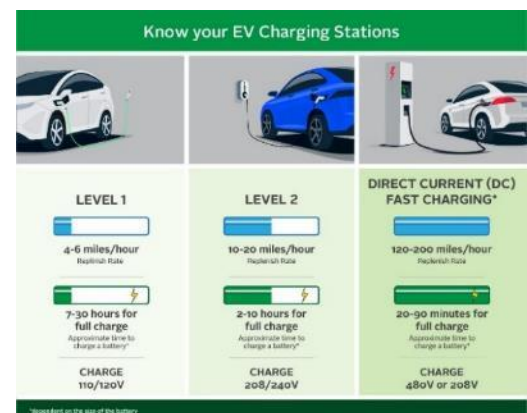 Know your EV Charging Stations
LEVEL 1
4-6 miles/hour
Replenish Rate
7-30 hours for
full charge
Approximate time to
charge a battery*
CHARGE
110/120V
LEVEL 2
10-20 miles/hour
Replenish Rate
2-10 hours for
full charge
Approximate time to
charge a battery*
CHARGE
208/240V
DIRECT CURRENT (DC)
FAST CHARGING*
120-200 miles/hour
Replenish Rate
20-90 minutes for
full charge
Approximate time to
charge a battery*
CHARGE
480V or 208V
*dependent on the size of the battery